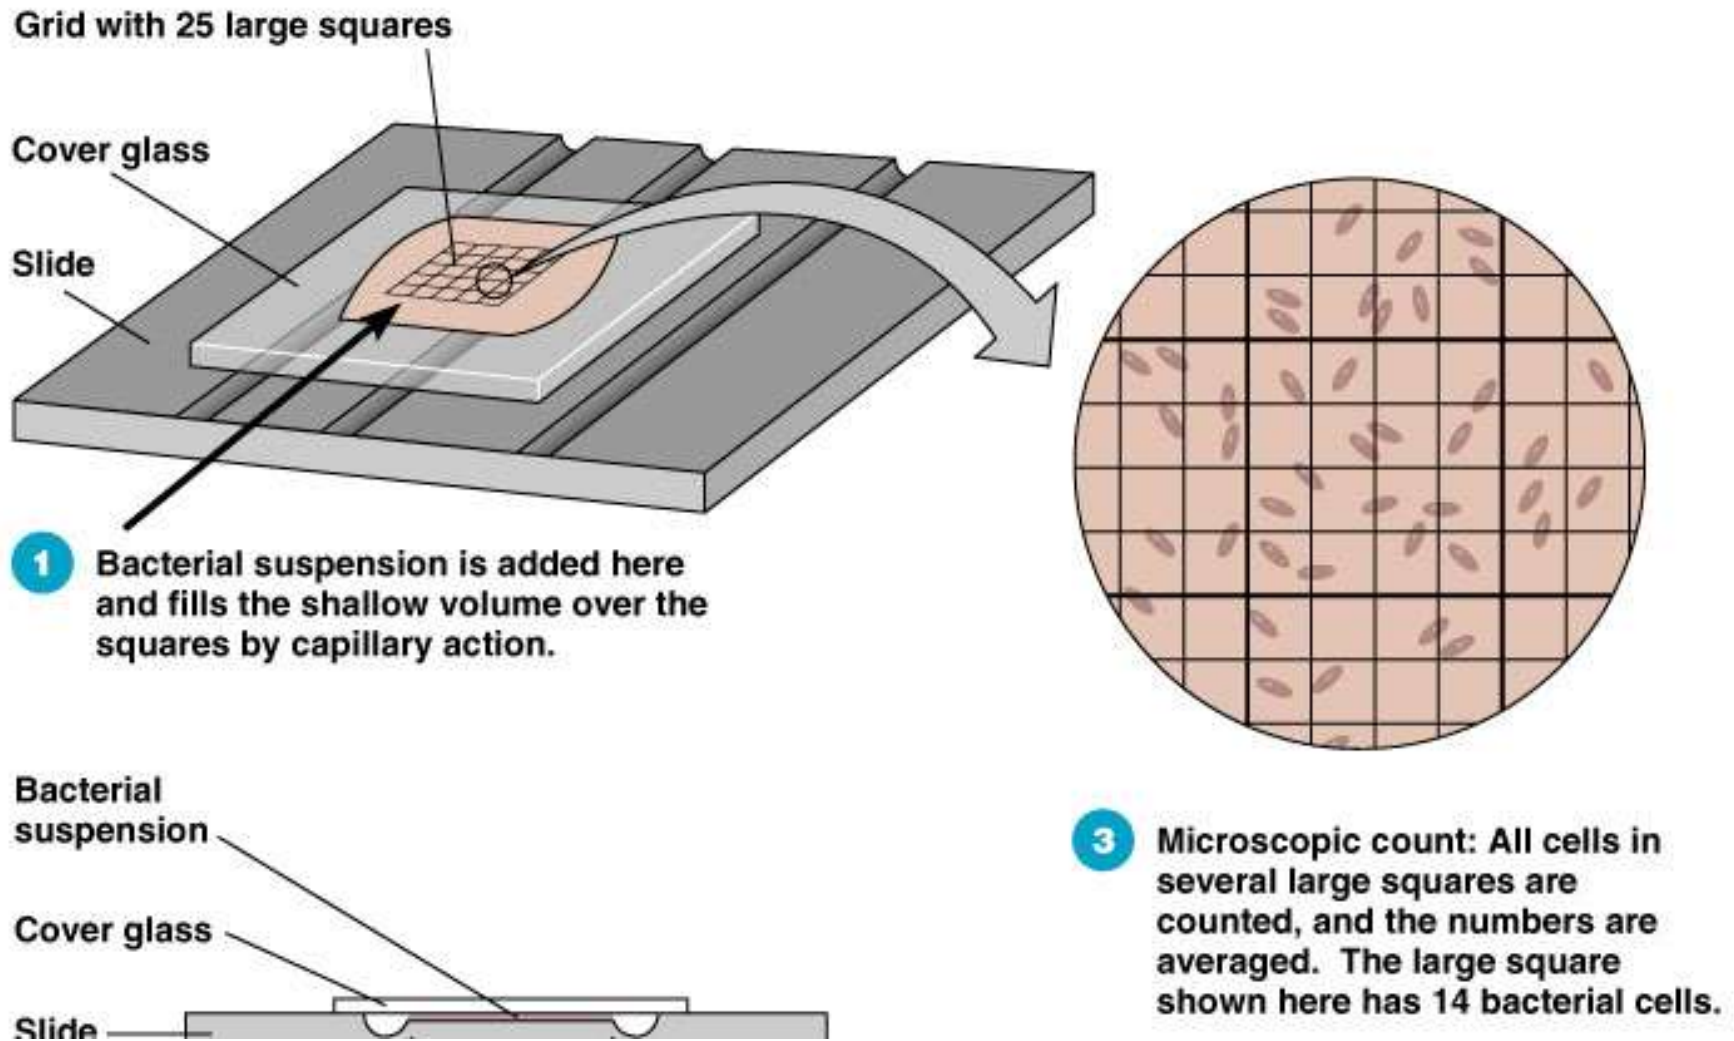 Grid with 25 large squares
Cover glass
Slide
1 Bacterial suspension is added here
and fills the shallow volume over the
squares by capillary action.
Bacterial
suspension
Cover glass
Slide
3 Microscopic count: All cells in
several large squares are
counted, and the numbers are
averaged. The large square
shown here has 14 bacterial cells.